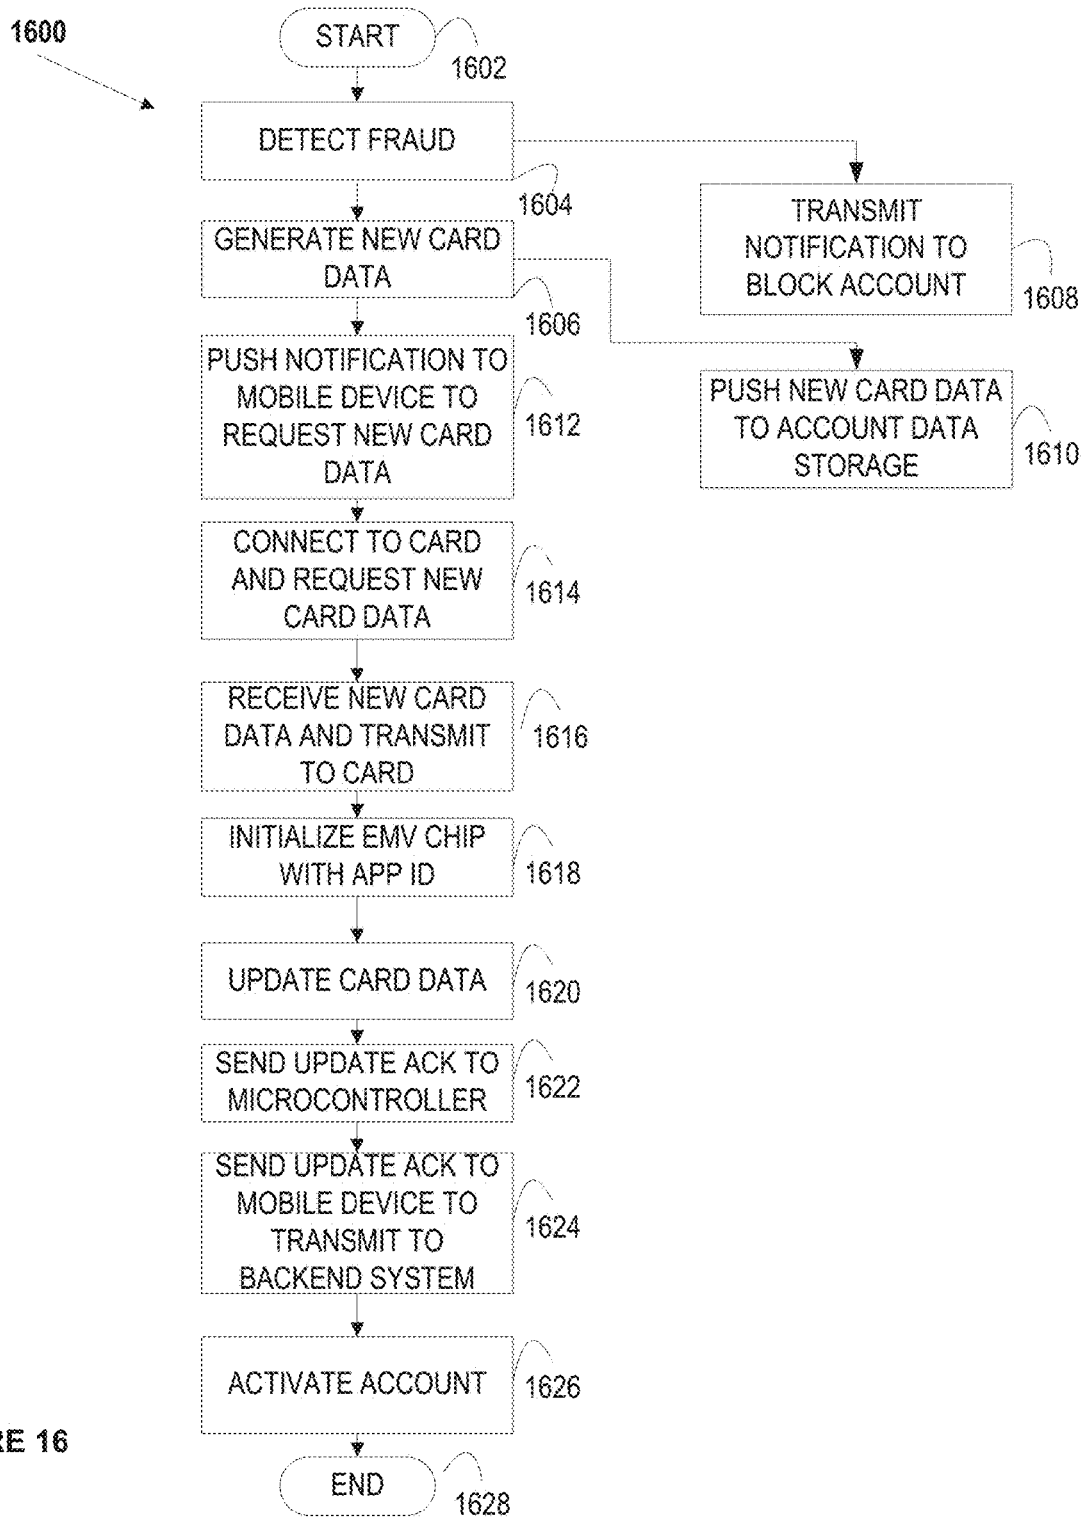 1600
START
1602
DETECT FRAUD
1604
GENERATE NEW CARD
DATA
1606
TRANSMIT
NOTIFICATION TO
BLOCK ACCOUNT
1608
PUSH NOTIFICATION TO
MOBILE DEVICE TO
REQUEST NEW CARD
DATA
1612
PUSH NEW CARD DATA
TO ACCOUNT DATA
STORAGE
1610
CONNECT TO CARD
AND REQUEST NEW
CARD DATA
1614
RECEIVE NEW CARD
DATA AND TRANSMIT
TO CARD
1616
INITIALIZE EMV CHIP
WITH APP ID
1618
UPDATE CARD DATA
1620
SEND UPDATE ACK TO
MICROCONTROLLER
1622
SEND UPDATE ACK TO
MOBILE DEVICE TO
TRANSMIT TO
BACKEND SYSTEM
1624
ACTIVATE ACCOUNT
1626
RE 16
END
1628